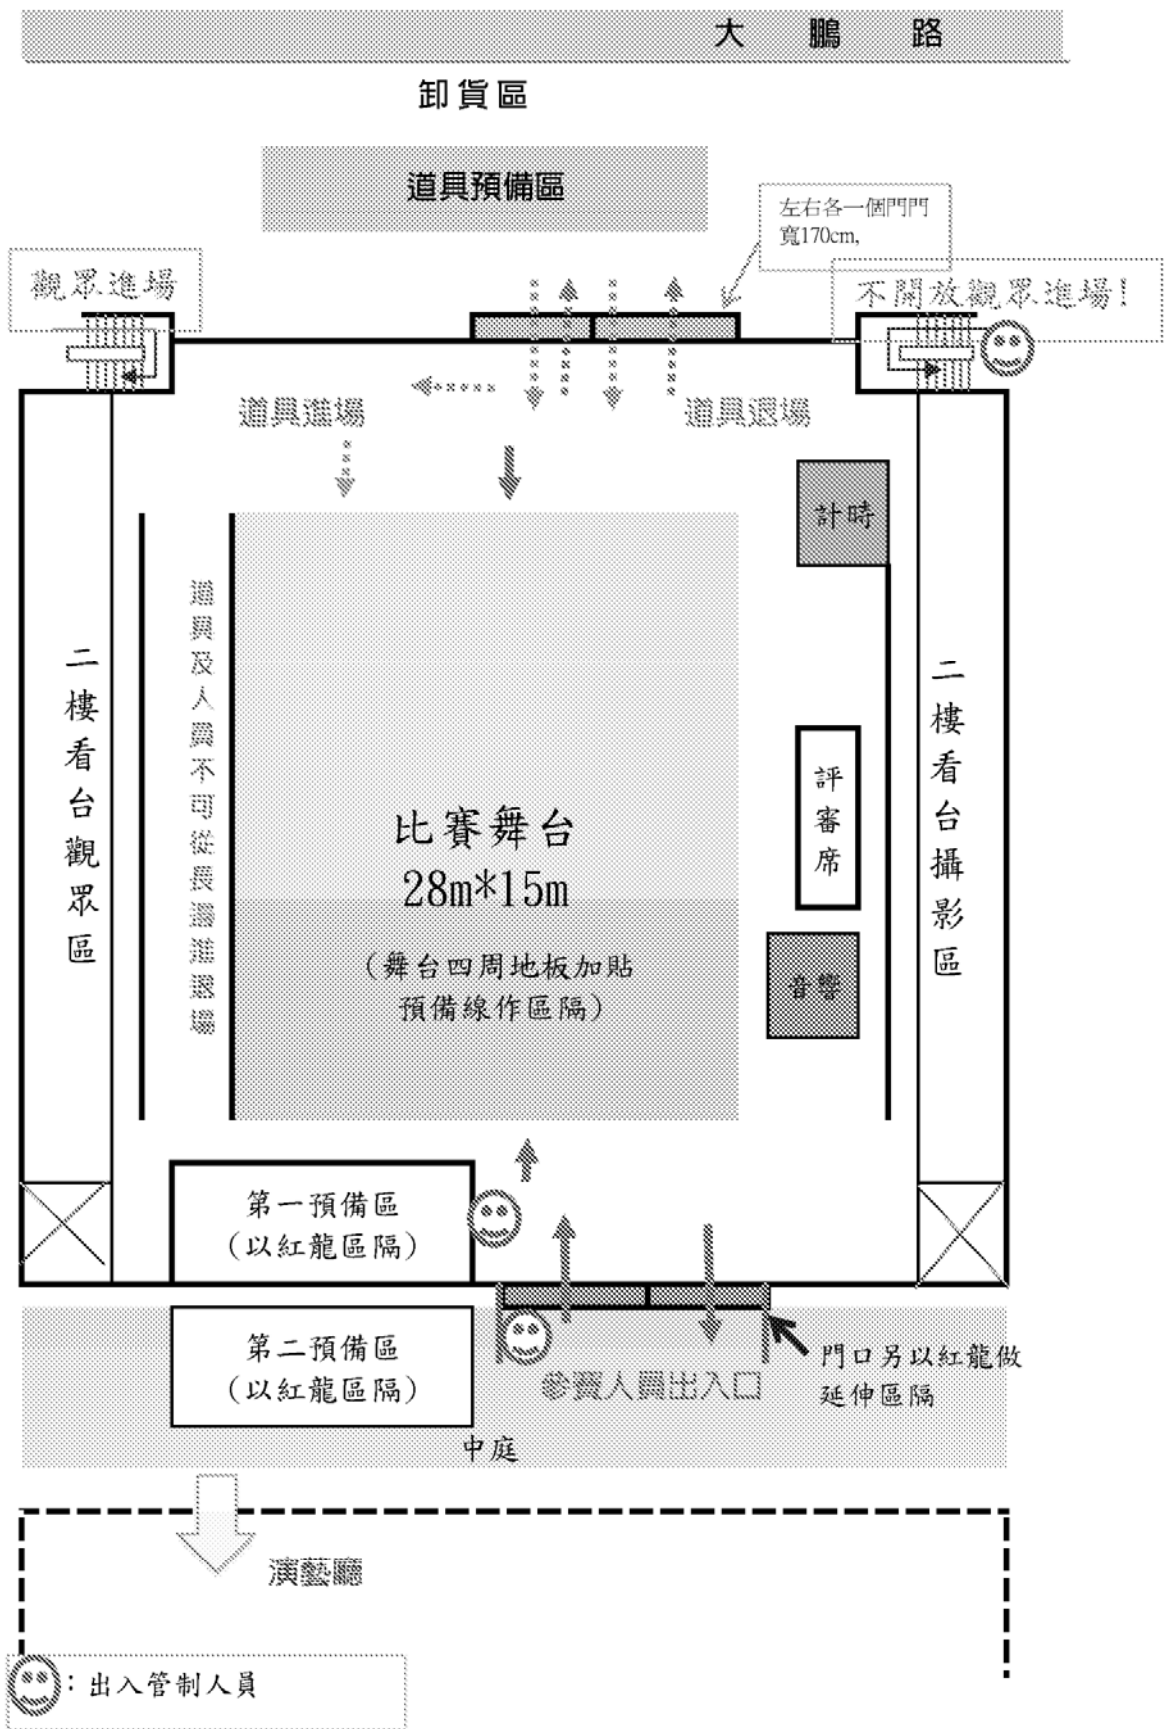 大鵬路
卸貨區
道具預備區
左右各一個門門
寬170cm,
觀眾進場
不開放觀眾進場!
道具進場
道具退場
計時
道具及人員不可從長邊進退場
二樓看台觀眾區
二樓看台攝影區
評審席
比賽舞台
28m*15m
(舞台四周地板加貼
預備線作區隔)
音響
第一預備區
(以紅龍區隔)
第二預備區
(以紅龍區隔)
門口另以紅龍做
延伸區隔
參賽人員出入口
中庭
演藝廳
:出入管制人員